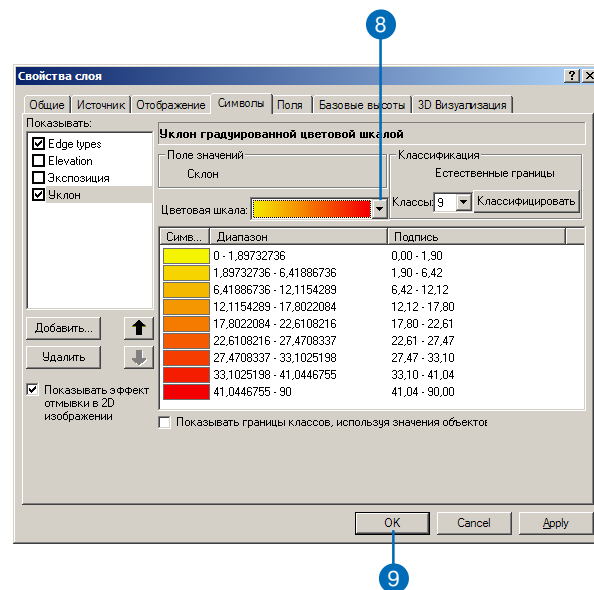 8
Свойства слоя
? X
Общие Источник Отображение Символы Поля Базовые высоты 3D Визуализация
Показывать:
Edge types
Elevation
Экспозиция
Уклон
Добавить...
Удалить
Показывать эффект
отмывки в 2D
изображении
Уклон градуированной цветовой шкалой
Поле значений
Склон
Классификация
Естественные границы
Цветовая шкала:
Классы: 9
Классифицировать
Симв... Диапазон Подпись
0 - 1,89732736 0,00 - 1,90
1,89732736 - 6,41886736 1,90 - 6,42
6,41886736 - 12,1154289 6,42 - 12,12
12,1154289 - 17,8022084 12,12 - 17,80
17,8022084 - 22,6108216 17,80 - 22,61
22,6108216 - 27,4708337 22,61 - 27,47
27,4708337 - 33,1025198 27,47 - 33,10
33,1025198 - 41,0446755 33,10 - 41,04
41,0446755 - 90 41,04 - 90,00
Показывать границы классов, используя значения объектов
OK Cancel Apply
9